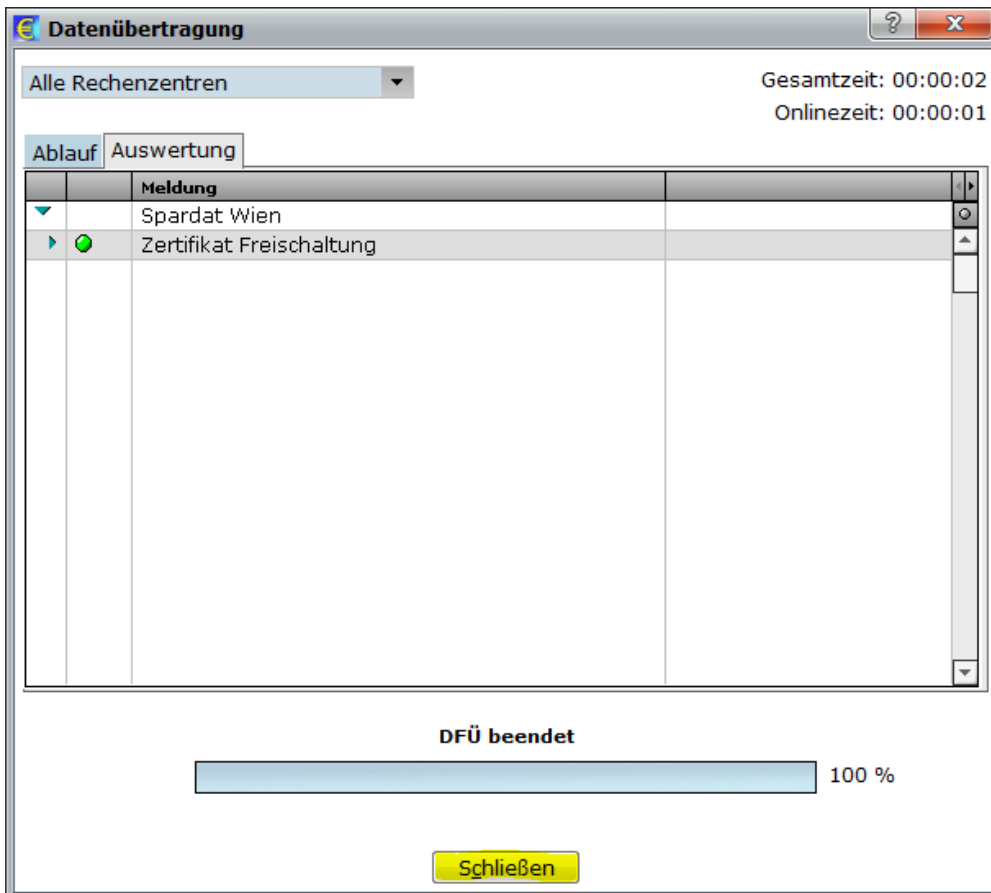 Datenübertragung
Alle Rechenzentren
Gesamtzeit: 00:00:02
Onlinezeit: 00:00:01
Ablauf Auswertung
Meldung
Spardat Wien
Zertifikat Freischaltung
DFÜ beendet
100 %
Schließen